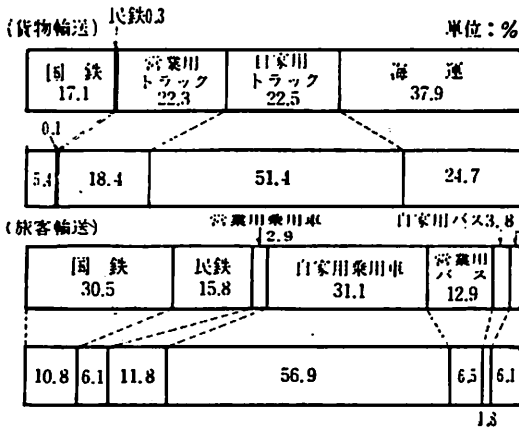 (貨物輸送) 民鉄0.3 単位：%
国鉄 営業用トラック 自家用トラック 海運
17.1 22.3 22.5 37.9
0.1
5.4 18.4 51.4 24.7
(旅客輸送) 営業用乗用車 2.9 自家用バス3.8
国鉄 民鉄 自家用乗用車 営業用バス
30.5 15.8 31.1 12.9
10.8 6.1 11.8 56.9 6.5 6.1